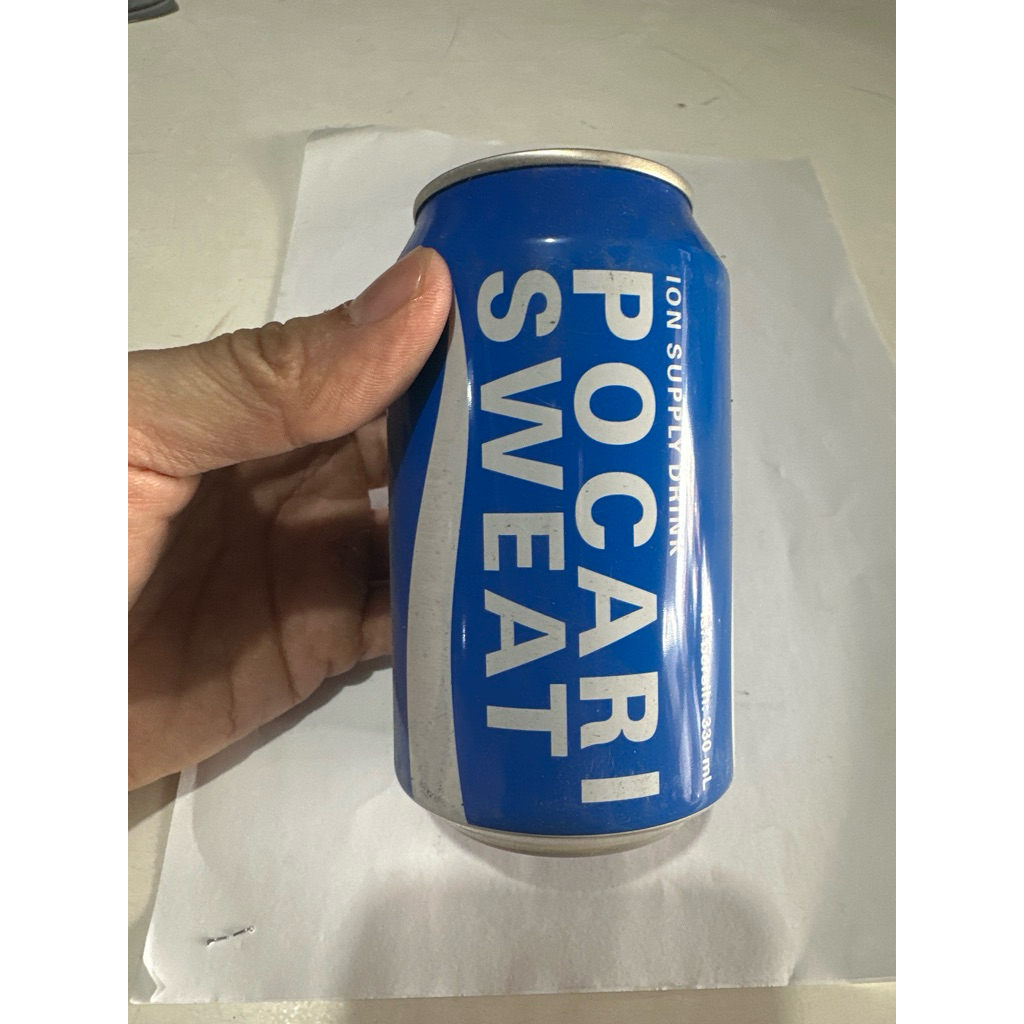 ION SUPPLY DRINK
POCARI
SWEAT
330 mL